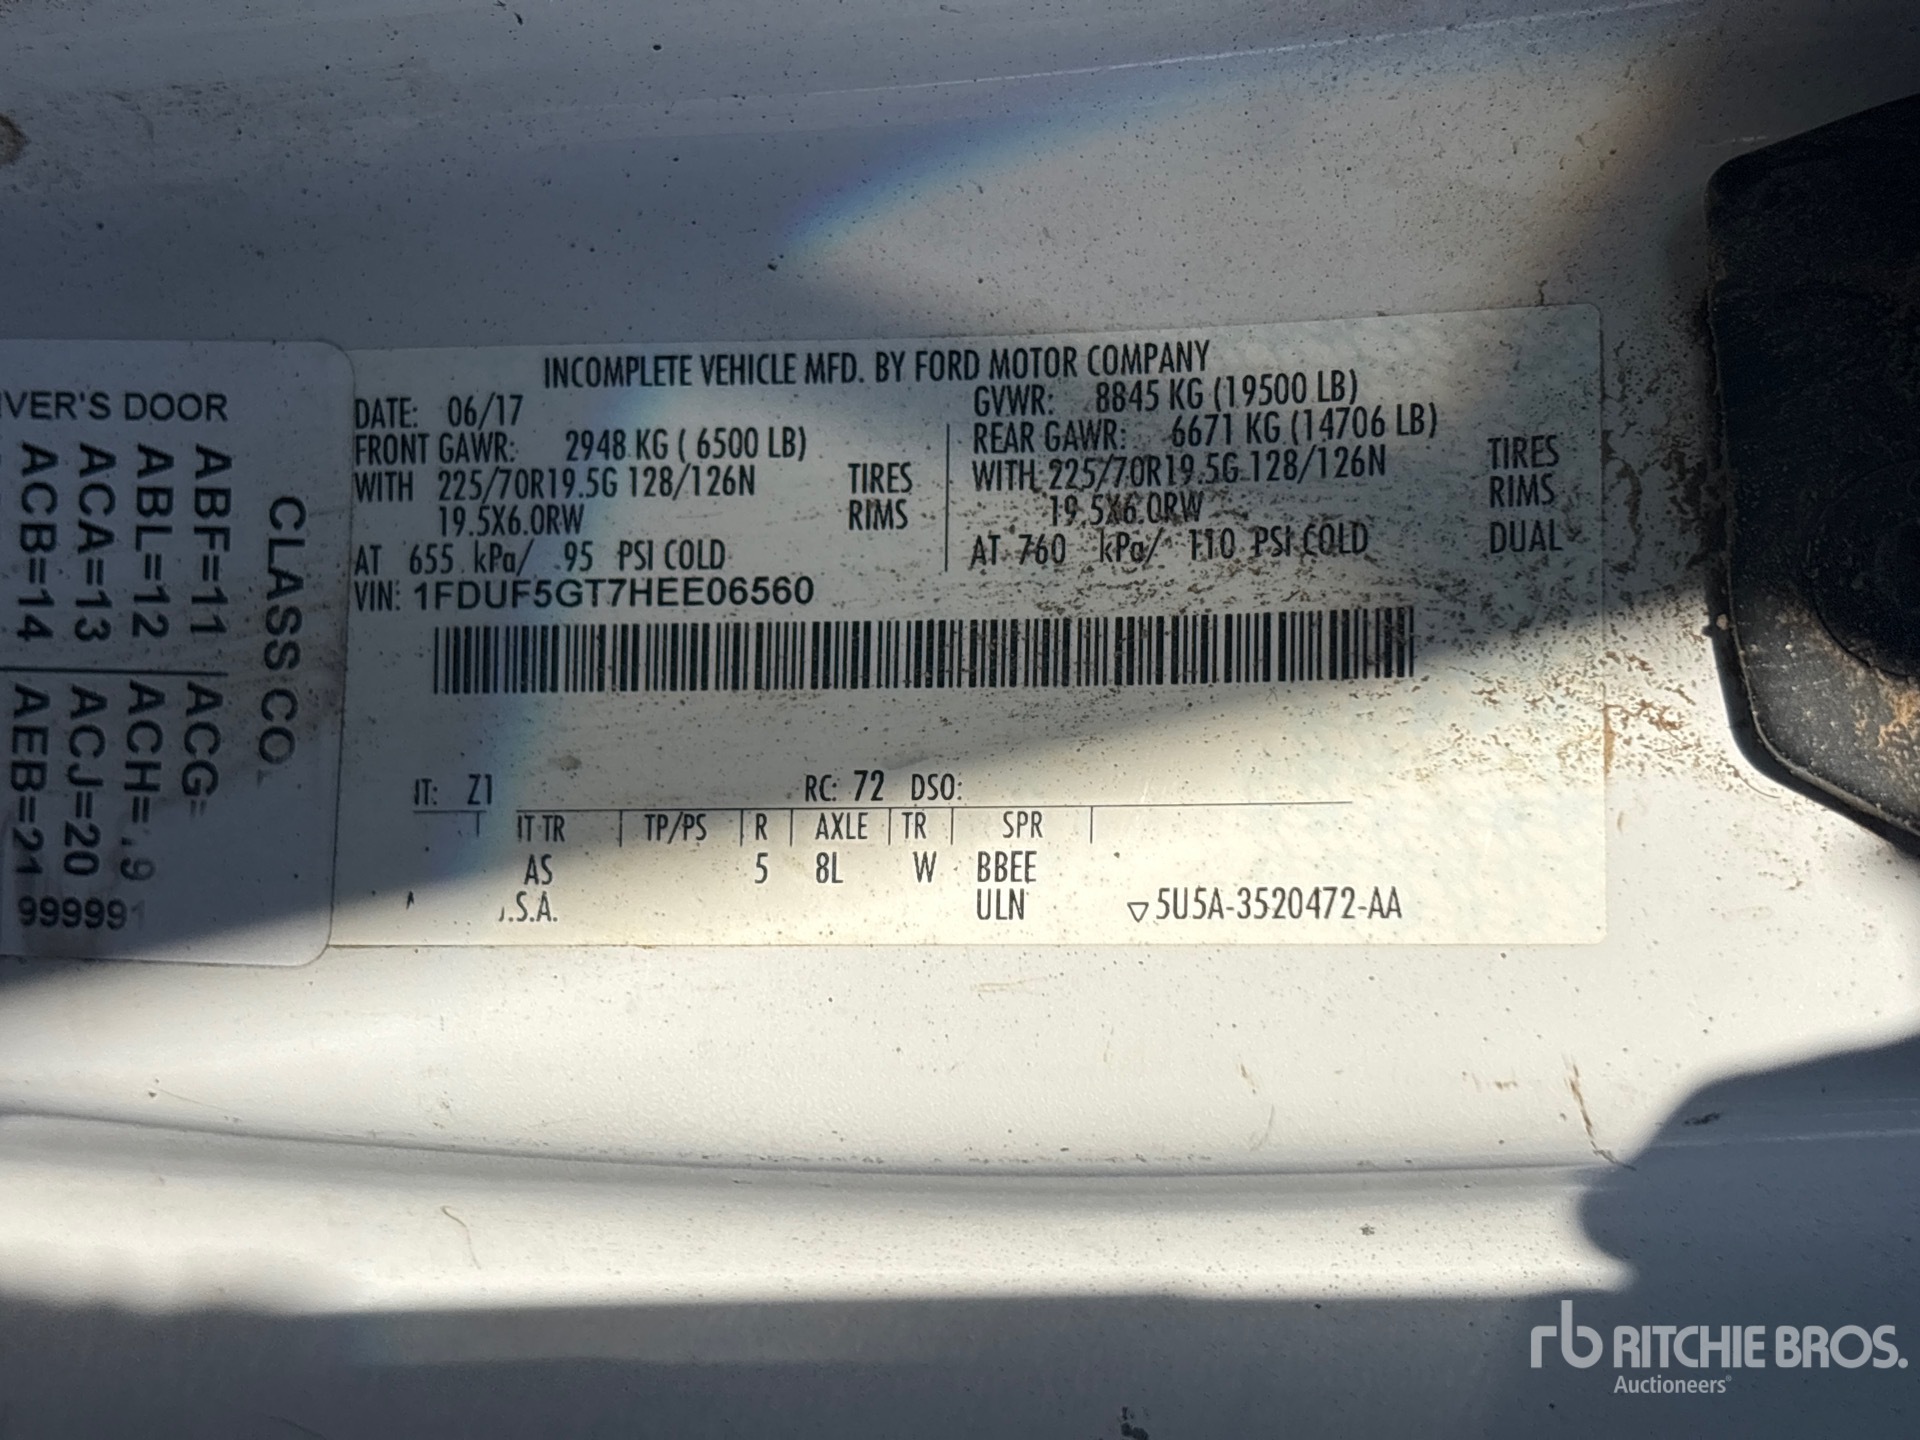 INCOMPLETE VEHICLE MFD. BY FORD MOTOR COMPANY
DATE: 06/17
GVWR: 8845 KG (19500 LB)
FRONT GAWR: 2948 KG ( 6500 LB)
REAR GAWR: 6671 KG (14706 LB)
WITH 225/70R19.5G 128/126N TIRES
WITH 225/70R19.5G 128/126N TIRES
19.5X6.0RW RIMS
19.5X6.0RW RIMS
AT 655 kPa/ 95 PSI COLD
AT 760 kPa/ 110 PSI COLD DUAL
VIN: 1FDUF5GT7HEE06560
IT: Z1 RC: 72 DSO:
IT TR TP/PS R AXLE TR SPR
AS 5 8L W BBEE
.S.A. ULN ▽5U5A-3520472-AA
CLASS CO.
ABF=11 ACG=
ABL=12 ACH=
ACA=13 ACJ=20
ACB=14 AEB=21
DOOR
99999
rb RITCHIE BROS.
Auctioneers